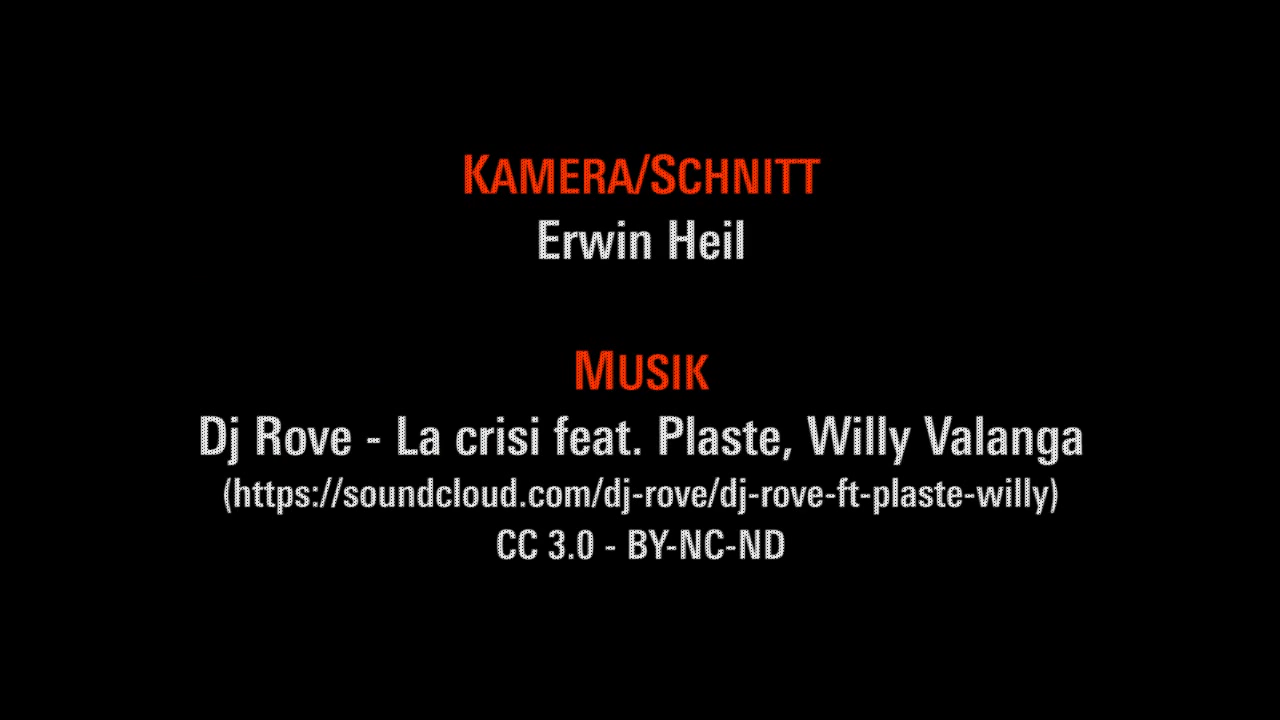 KAMERA/SCHNITT
Erwin Heil
MUSIK
Dj Rove - La crisi feat. Plaste, Willy Valanga
(https://soundcloud.com/dj-rove/dj-rove-ft-plaste-willy)
CC 3.0 - BY-NC-ND